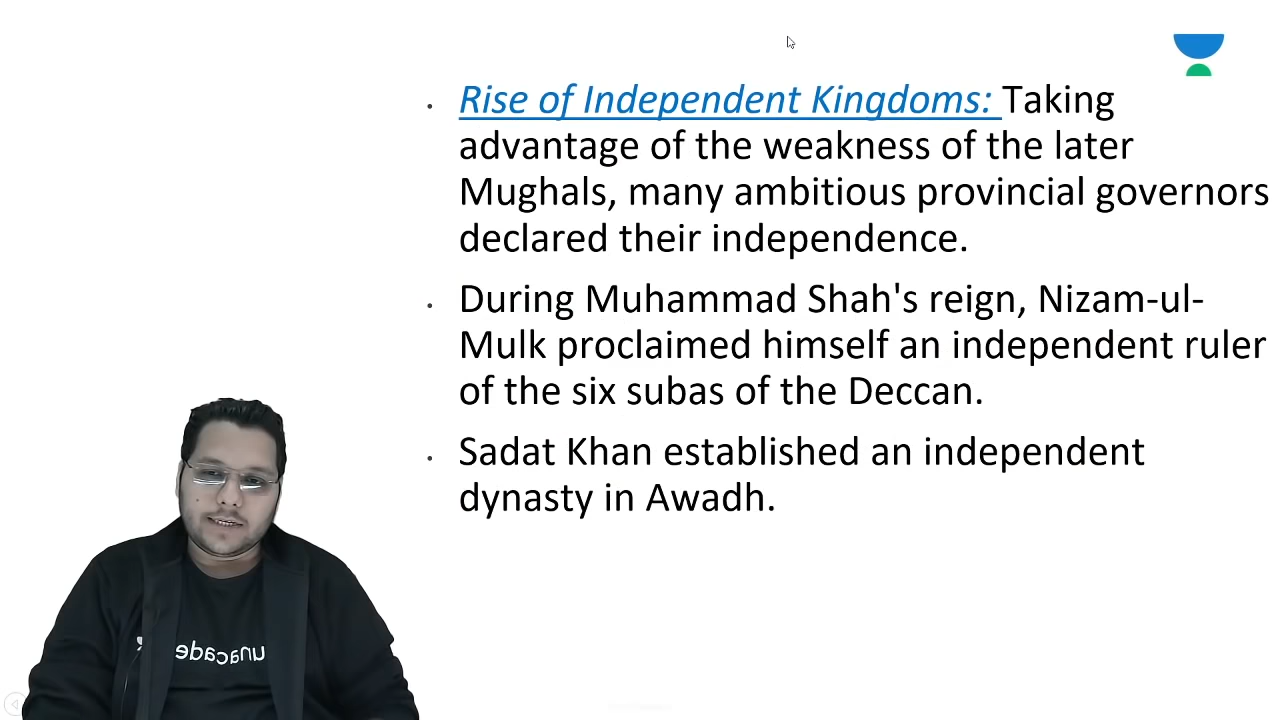 Rise of Independent Kingdoms: Taking
advantage of the weakness of the later
Mughals, many ambitious provincial governors
declared their independence.
During Muhammad Shah's reign, Nizam-ul-
Mulk proclaimed himself an independent ruler
of the six subas of the Deccan.
Sadat Khan established an independent
dynasty in Awadh.
unacade